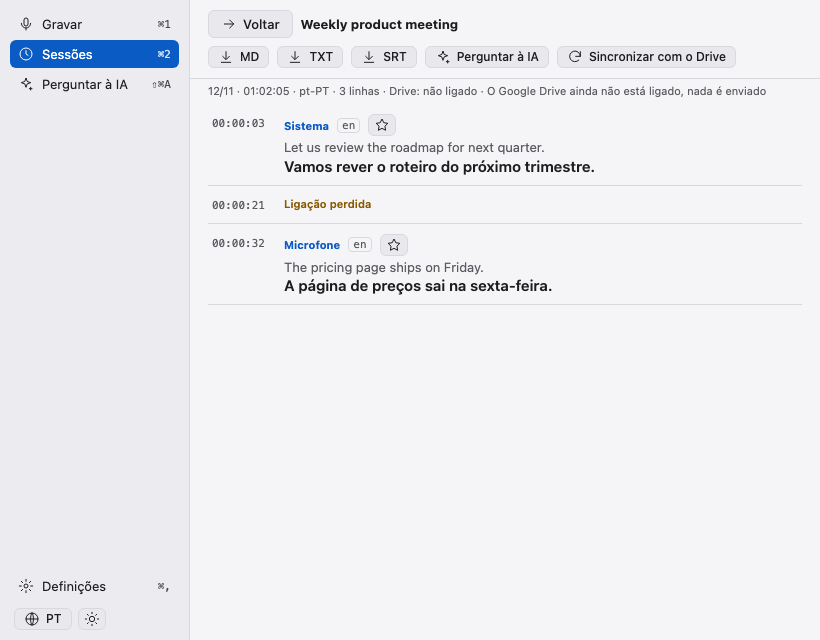 Gravar ⌘1
Sessões ⌘2
Perguntar à IA ⇧⌘A
Definições ⌘,
PT
Voltar Weekly product meeting
MD TXT SRT Perguntar à IA Sincronizar com o Drive
12/11 · 01:02:05 · pt-PT · 3 linhas · Drive: não ligado · O Google Drive ainda não está ligado, nada é enviado
00:00:03 Sistema en
Let us review the roadmap for next quarter.
Vamos rever o roteiro do próximo trimestre.
00:00:21 Ligação perdida
00:00:32 Microfone en
The pricing page ships on Friday.
A página de preços sai na sexta-feira.